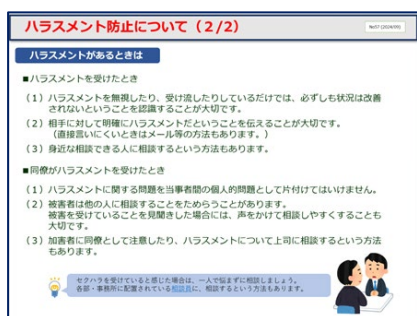 ハラスメント防止について（2/2）
No57 (2024/09)
ハラスメントがあるときは
■ハラスメントを受けたとき
（1）ハラスメントを無視したり、受け流したりしているだけでは、必ずしも状況は改善
されないということを認識することが大切です。
（2）相手に対して明確にハラスメントだということを伝えることが大切です。
（直接言いにくいときはメール等の方法もあります。）
（3）身近な相談できる人に相談するという方法もあります。
■同僚がハラスメントを受けたとき
（1）ハラスメントに関する問題を当事者間の個人的問題として片付けてはいけません。
（2）被害者は他の人に相談することをためらうことがあります。
被害を受けていることを見聞きした場合には、声をかけて相談しやすくすることも
大切です。
（3）加害者に同僚として注意したり、ハラスメントについて上司に相談するという方法
もあります。
セクハラを受けていると感じた場合は、一人で悩まずに相談しましょう。
各部・事務所に配置されている相談員に、相談するという方法もあります。